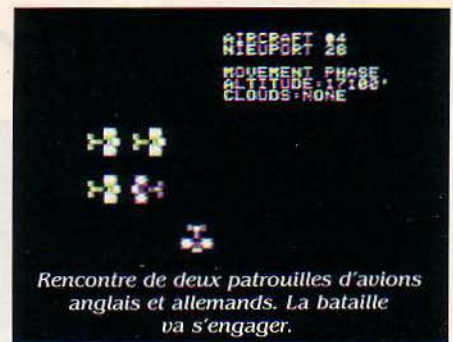 AIRCRAFT #4
NIEUPORT 28
MOVEMENT PHASE
ALTITUDE:17100'
CLOUDS:NONE
Rencontre de deux patrouilles d'avions
anglais et allemands. La bataille
va s'engager.